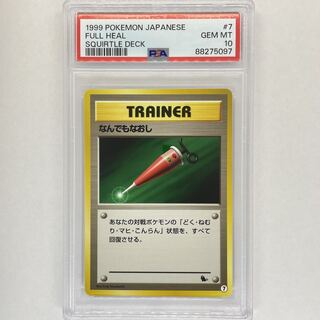 1999 POKEMON JAPANESE #7
FULL HEAL GEM MT
SQUIRTLE DECK 10
PSA 88275097
TRAINER
なんでもなおし
あなたの対戦ポケモンの「どく・ねむ
り・マヒ・こんらん」状態を、すべて
回復させる。